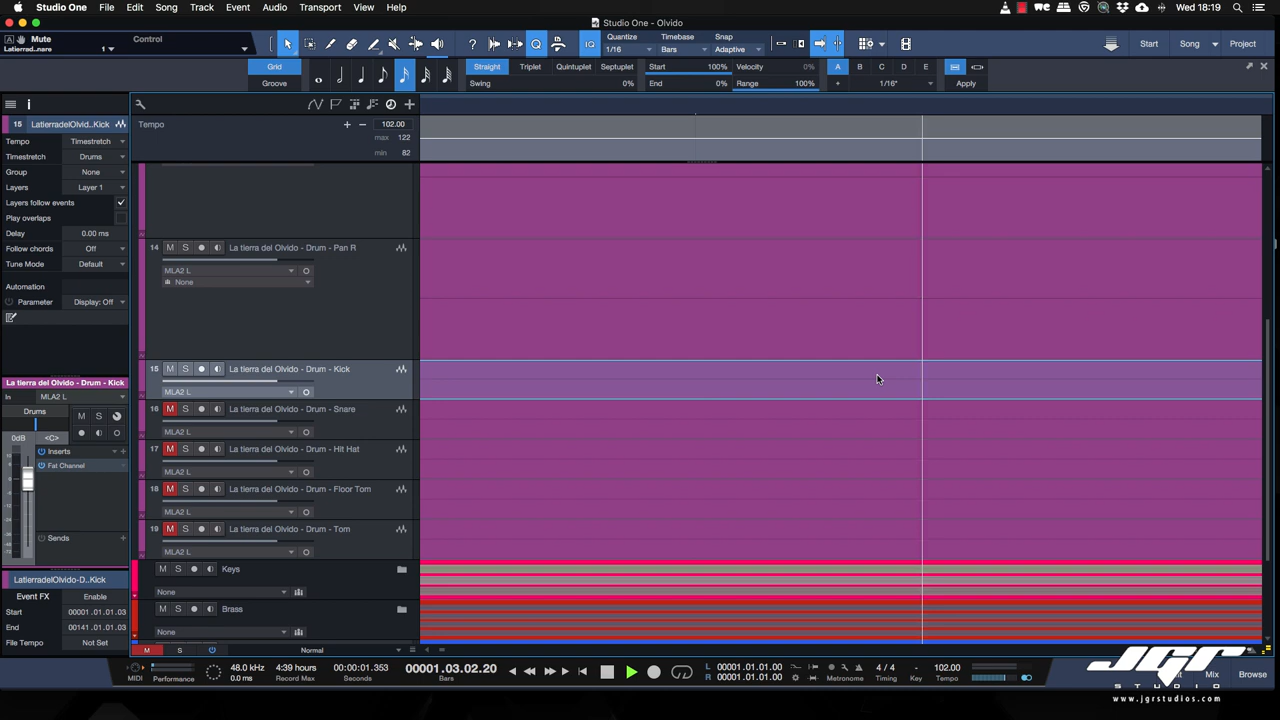 Studio One File Edit Song Track Event Audio Transport View Help Wed 18:19
Studio One - Olvido
Mute Control
Latierrad...nare 1
Quantize Timebase Snap
1/16 Bars Adaptive
IQ Start Song Project
Grid Straight Triplet Quintuplet Septuplet Start 100% Velocity 0% A B C D E
Groove Swing 0% End 0% Range 100% + 1/16* Apply
15 LatierradelOlvid..Kick
Tempo Timestretch
Timestretch Drums
Group None
Layers Layer 1
Layers follow events
Play overlaps
Delay 0.00 ms
Follow chords Off
Tune Mode Default
Automation
Parameter Display: Off
Tempo + − 102.00
max 122
min 82
14 M S La tierra del Olvido - Drum - Pan R
MLA2 L
None
15 M S La tierra del Olvido - Drum - Kick
MLA2 L
16 M S La tierra del Olvido - Drum - Snare
MLA2 L
17 M S La tierra del Olvido - Drum - Hit Hat
MLA2 L
18 M S La tierra del Olvido - Drum - Floor Tom
MLA2 L
19 M S La tierra del Olvido - Drum - Tom
MLA2 L
M S Keys
None
M S Brass
None
M S Normal
La tierra del Olvido - Drum - Kick
In MLA2 L
Drums
M S
0dB <C>
Inserts
Fat Channel
Sends
LatierradelOlvido-D..Kick
Event FX Enable
Start 00001.01.01.03
End 00141.01.01.03
File Tempo Not Set
MIDI Performance
48.0 kHz
0.0 ms
4:39 hours
Record Max
00:00:01.353
Seconds
00001.03.02.20
Bars
L 00001.01.01.00
R 00001.01.01.00
Metronome
4 / 4
Timing
Key
102.00
Tempo
Mix Browse
JGR
STUDIO
www.jgrstudios.com